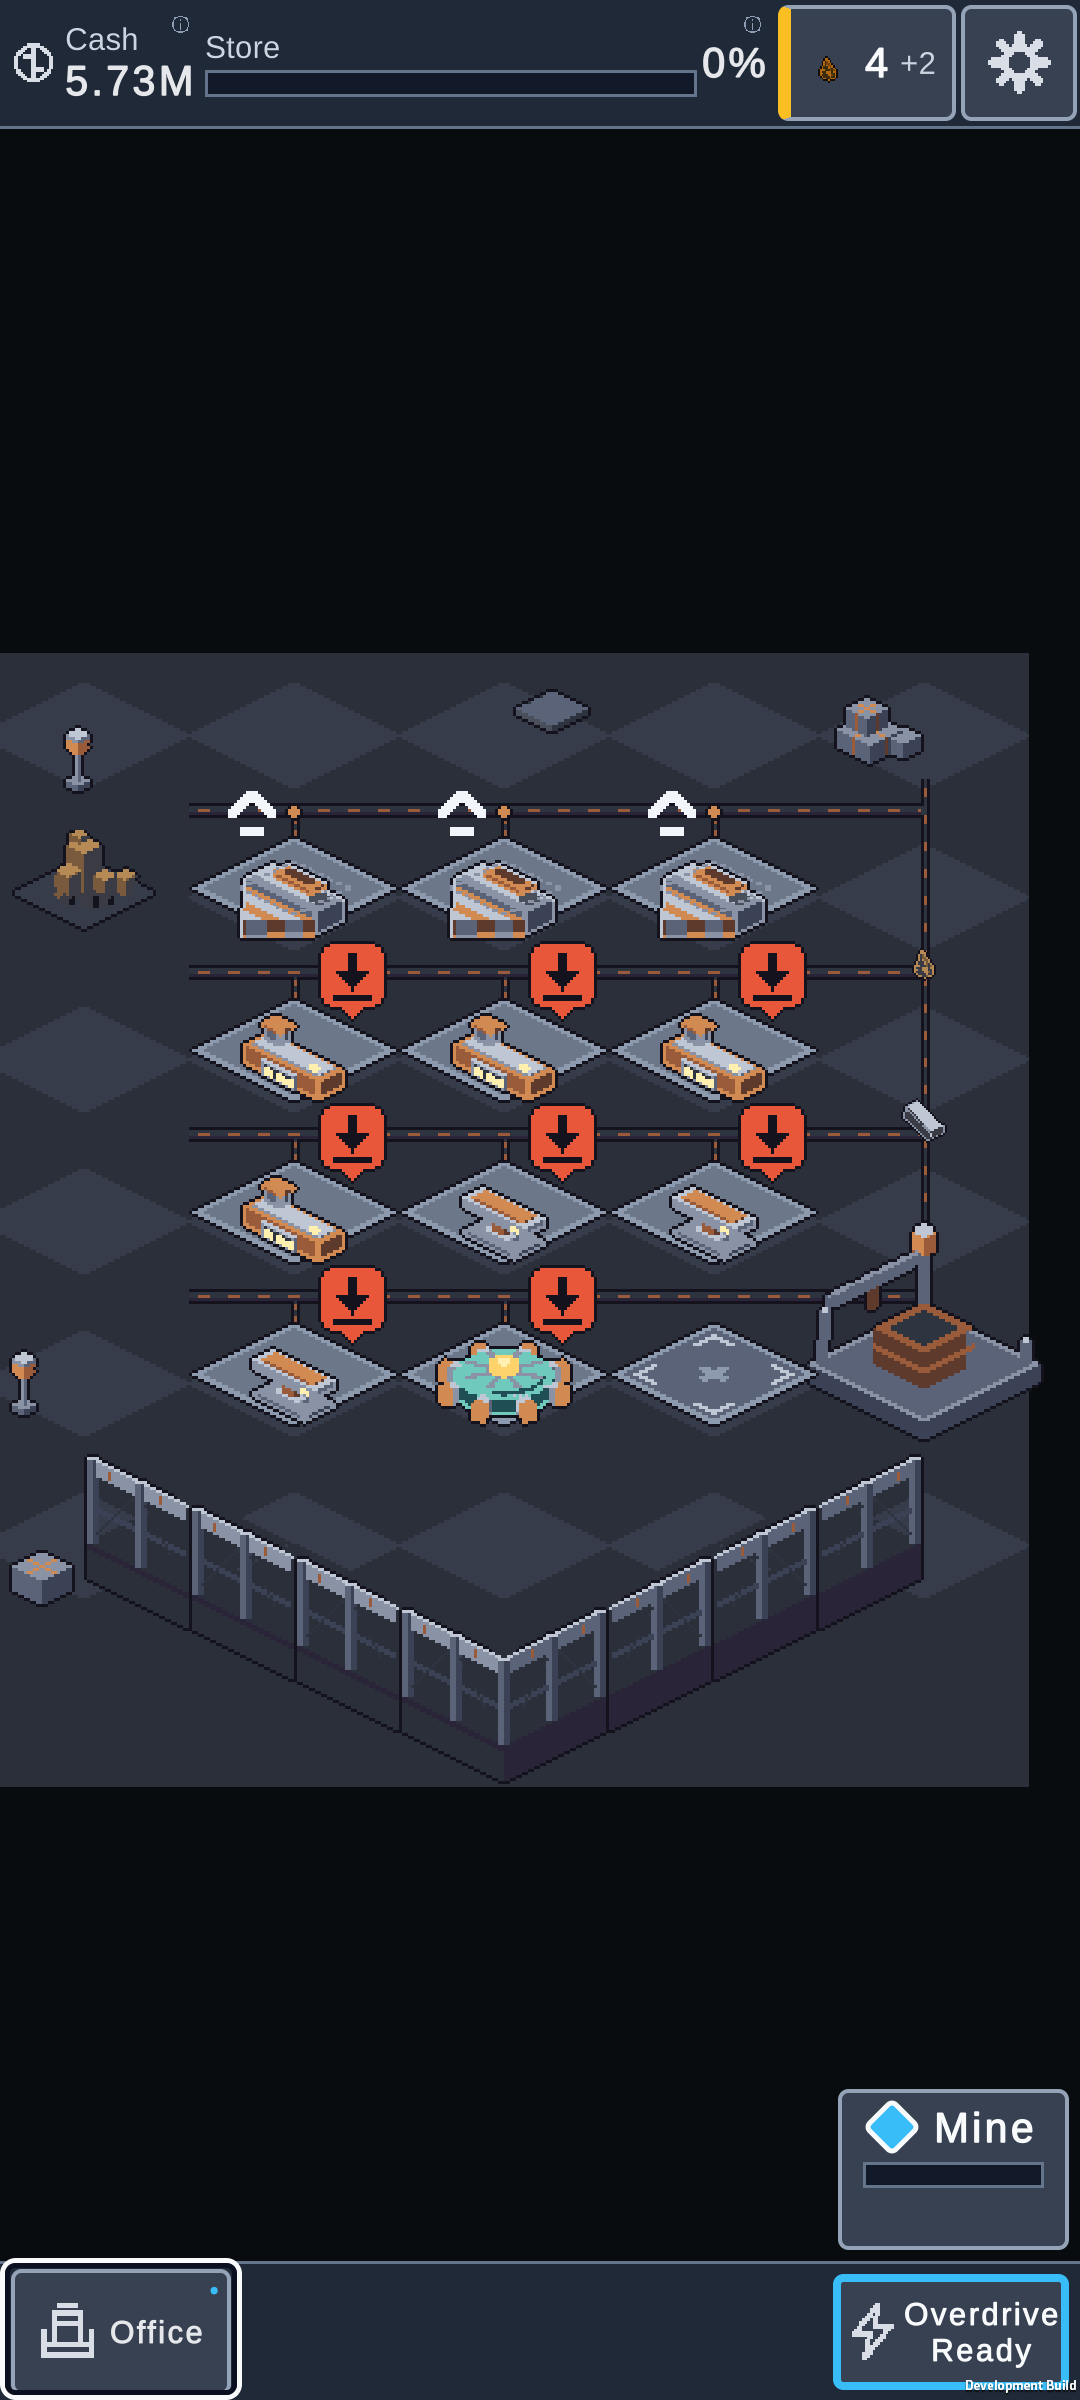 Cash
5.73M
Store
0%
4 +2
Mine
Office
Overdrive
Ready
Development Build